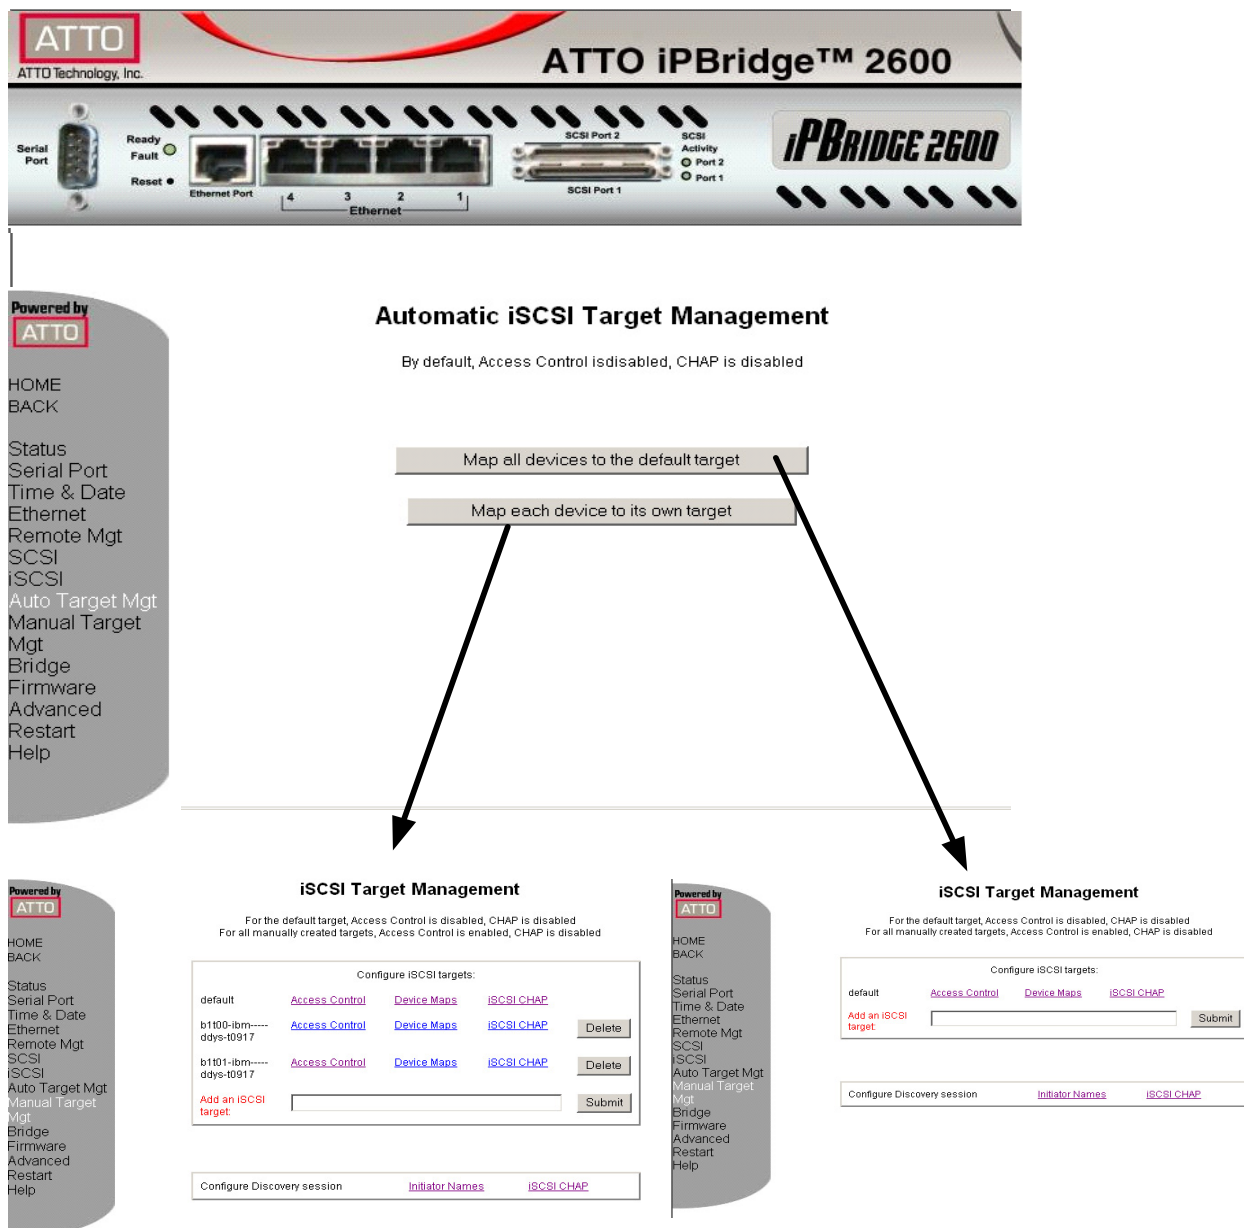 ATTO
ATTO Technology, Inc.
ATTO iPBridge™ 2600
Serial
Port
Ready
Fault
Reset
Ethernet Port
4 3 2 1
Ethernet
SCSI Port 2
SCSI Port 1
SCSI
Activity
Port 2
Port 1
iPBRIDGE 2600
Powered by
ATTO
HOME
BACK
Status
Serial Port
Time & Date
Ethernet
Remote Mgt
SCSI
iSCSI
Auto Target Mgt
Manual Target
Mgt
Bridge
Firmware
Advanced
Restart
Help
Automatic iSCSI Target Management
By default, Access Control isdisabled, CHAP is disabled
Map all devices to the default target
Map each device to its own target
Powered by
ATTO
HOME
BACK
Status
Serial Port
Time & Date
Ethernet
Remote Mgt
SCSI
iSCSI
Auto Target Mgt
Manual Target
Mgt
Bridge
Firmware
Advanced
Restart
Help
iSCSI Target Management
For the default target, Access Control is disabled, CHAP is disabled
For all manually created targets, Access Control is enabled, CHAP is disabled
Configure iSCSI targets:
default Access Control Device Maps iSCSI CHAP
b1t00-ibm-----
ddys-t0917 Access Control Device Maps iSCSI CHAP Delete
b1t01-ibm-----
ddys-t0917 Access Control Device Maps iSCSI CHAP Delete
Add an iSCSI
target: Submit
Configure Discovery session Initiator Names iSCSI CHAP
Powered by
ATTO
HOME
BACK
Status
Serial Port
Time & Date
Ethernet
Remote Mgt
SCSI
iSCSI
Auto Target Mgt
Manual Target
Mgt
Bridge
Firmware
Advanced
Restart
Help
iSCSI Target Management
For the default target, Access Control is disabled, CHAP is disabled
For all manually created targets, Access Control is enabled, CHAP is disabled
Configure iSCSI targets:
default Access Control Device Maps iSCSI CHAP
Add an iSCSI
target: Submit
Configure Discovery session Initiator Names iSCSI CHAP